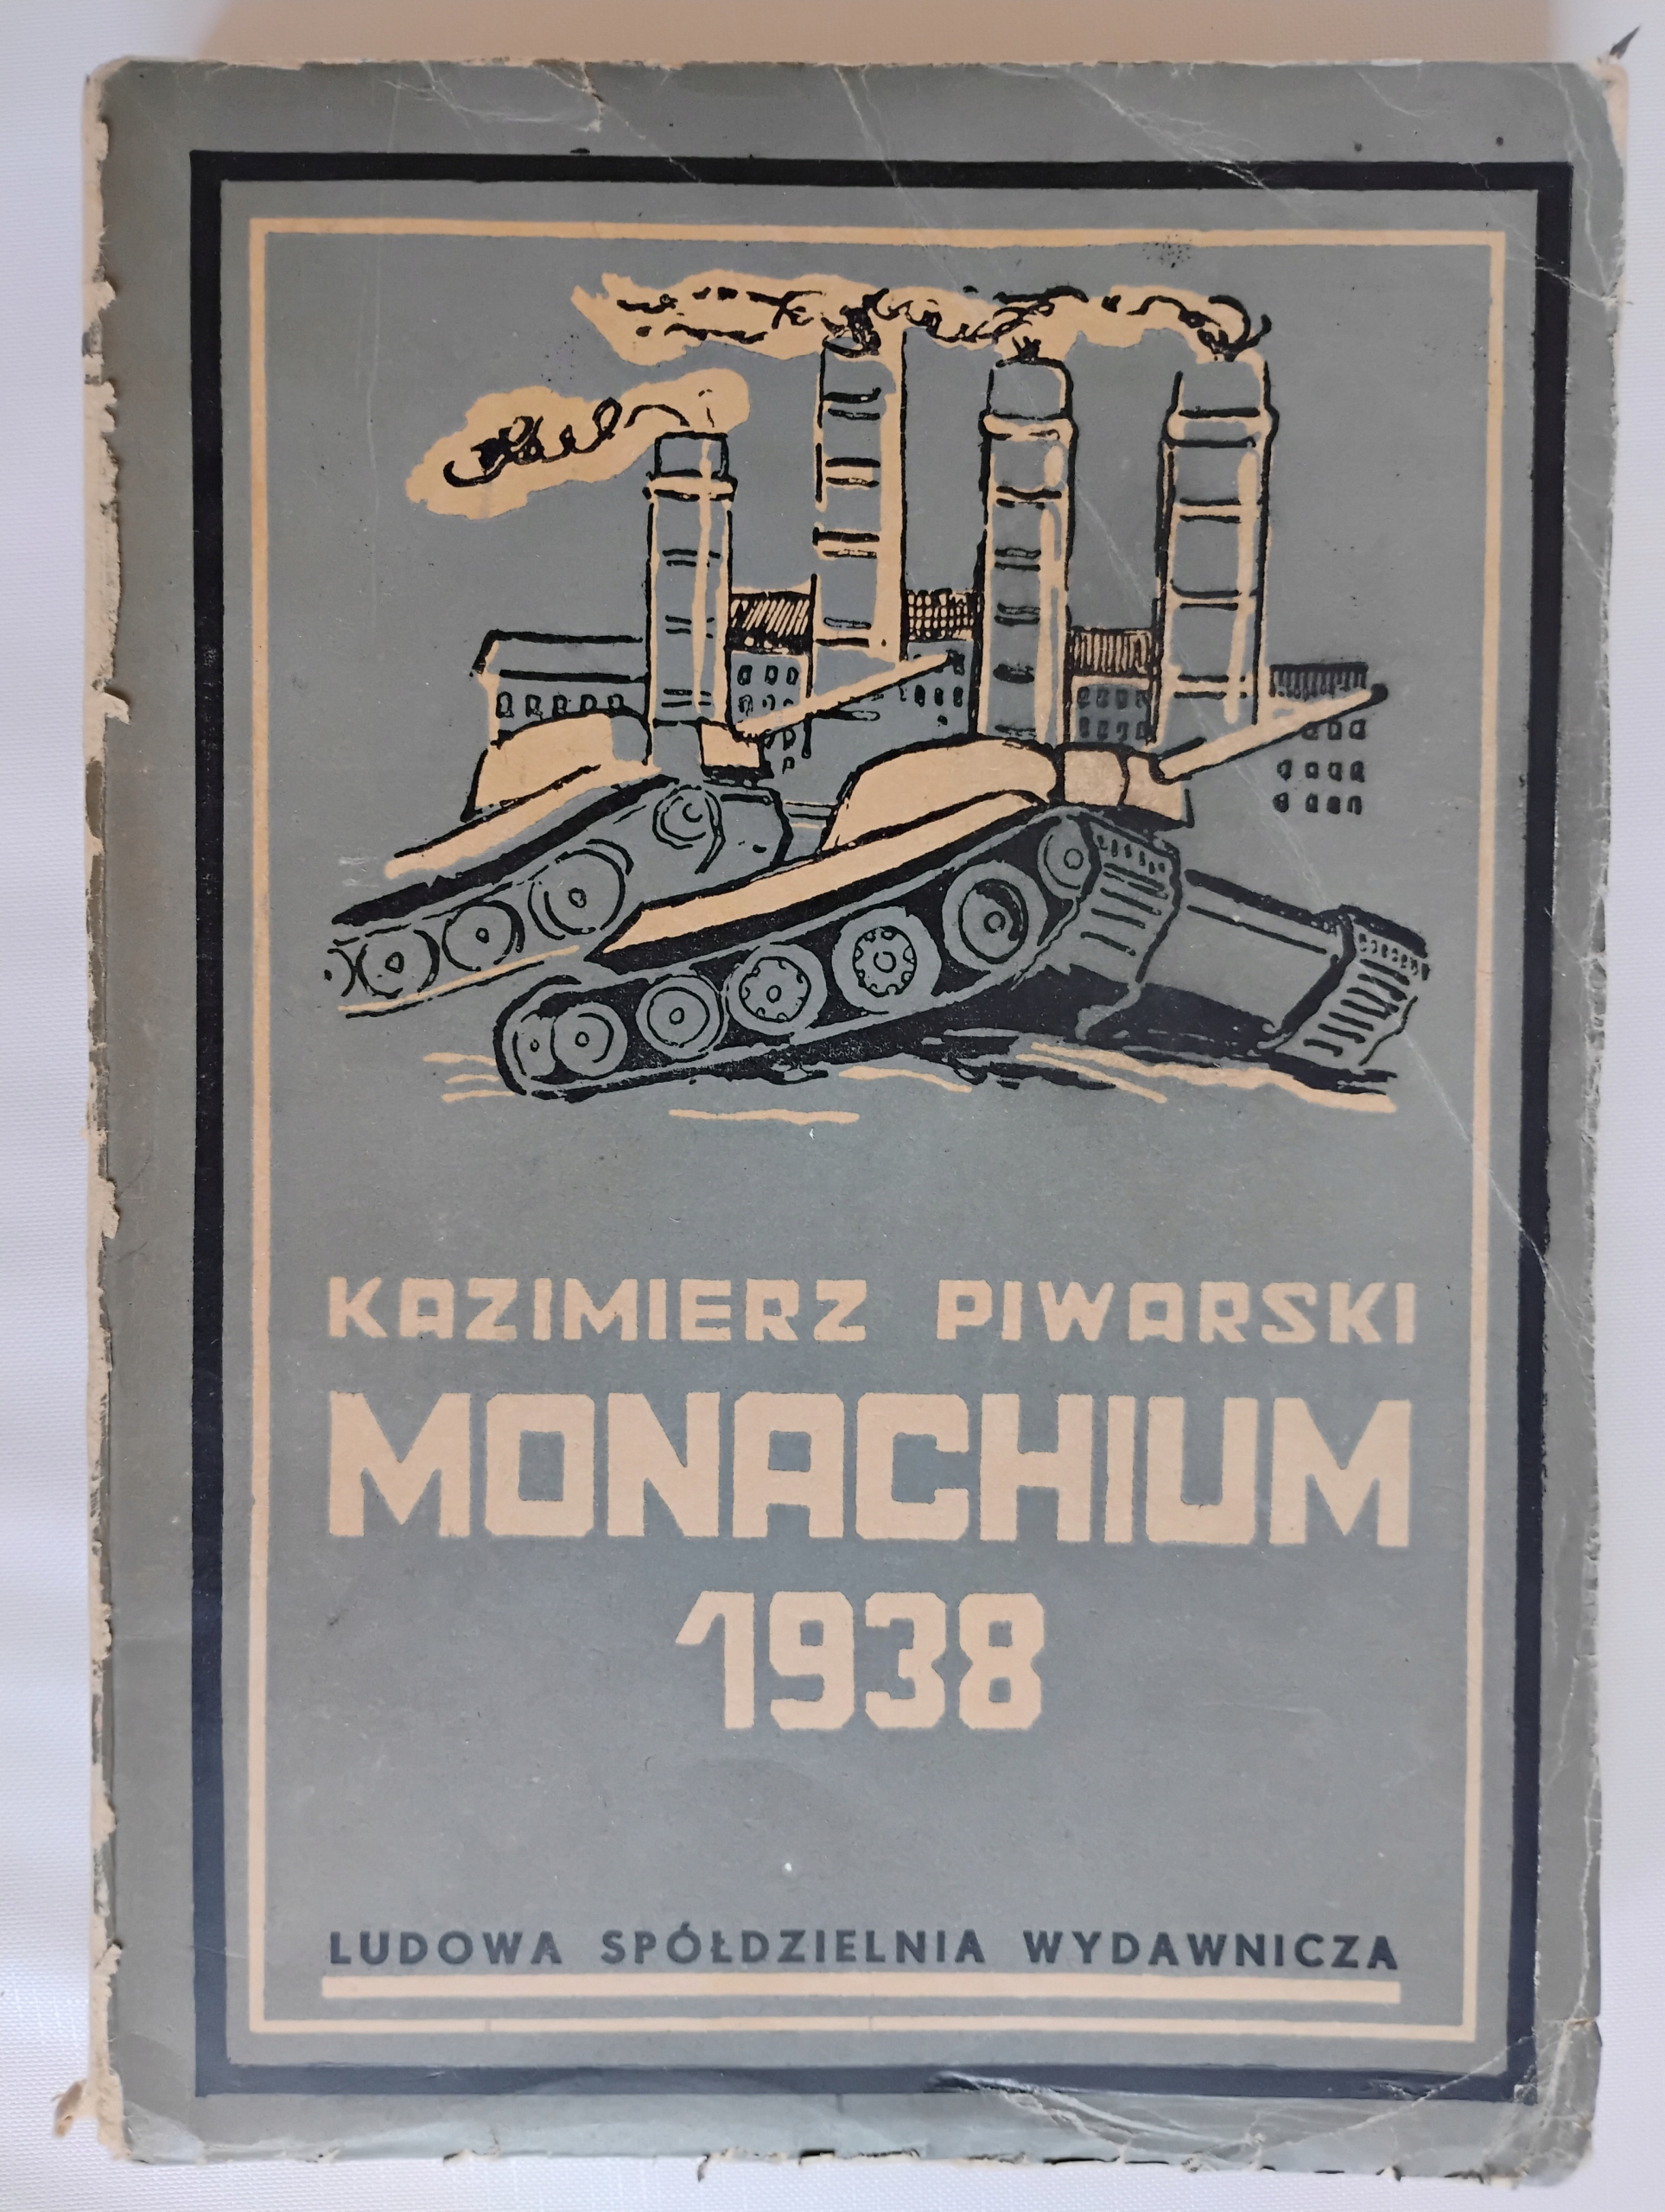 KAZIMIERZ PIWARSKI
MONACHIUM
1938
LUDOWA SPÓŁDZIELNIA WYDAWNICZA